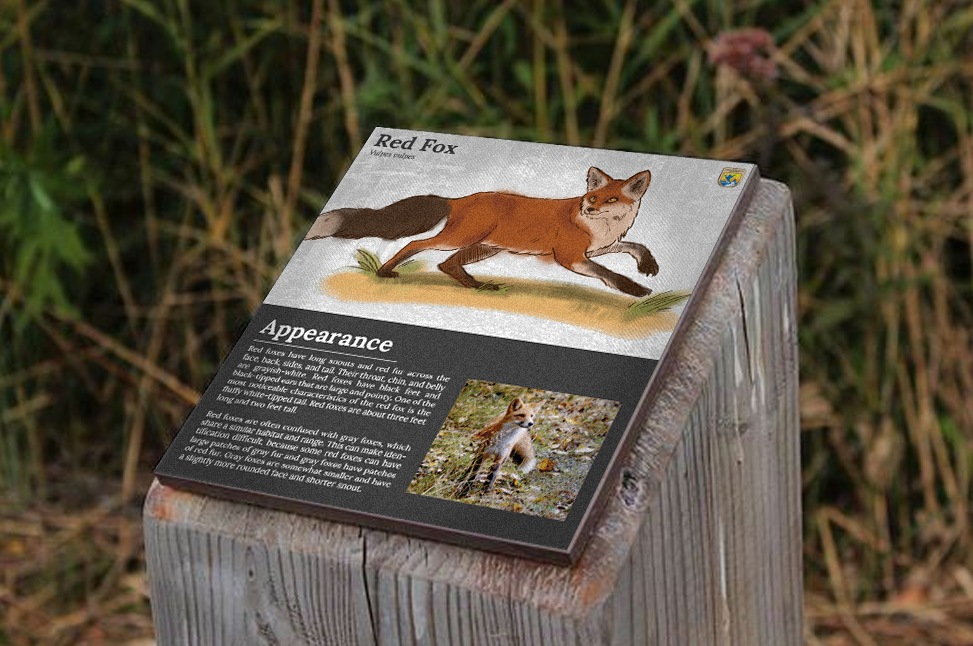 Red Fox
Vulpes vulpes
Appearance
Red foxes have long snouts and red fur across the
face, back, sides, and tail. Their throat, chin, and belly
are grayish-white. Red foxes have black feet and
black-tipped ears that are large and pointy. One of the
most noticeable characteristics of the red fox is the
fluffy white-tipped tail. Red foxes are about three feet
long and two feet tall.
Red foxes are often confused with gray foxes, which
share a similar habitat and range. This can make iden-
tification difficult, because some red foxes can have
large patches of gray fur and gray foxes have patches
of red fur. Gray foxes are somewhat smaller and have
a slightly more rounded face and shorter snout.